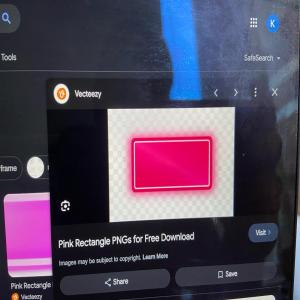 K
Tools
SafeSearch
Vecteezy
frame
Pink Rectangle PNGs for Free Download
Visit >
Images may be subject to copyright. Learn More
Share
Save
Pink Rectangle
Vecteezy